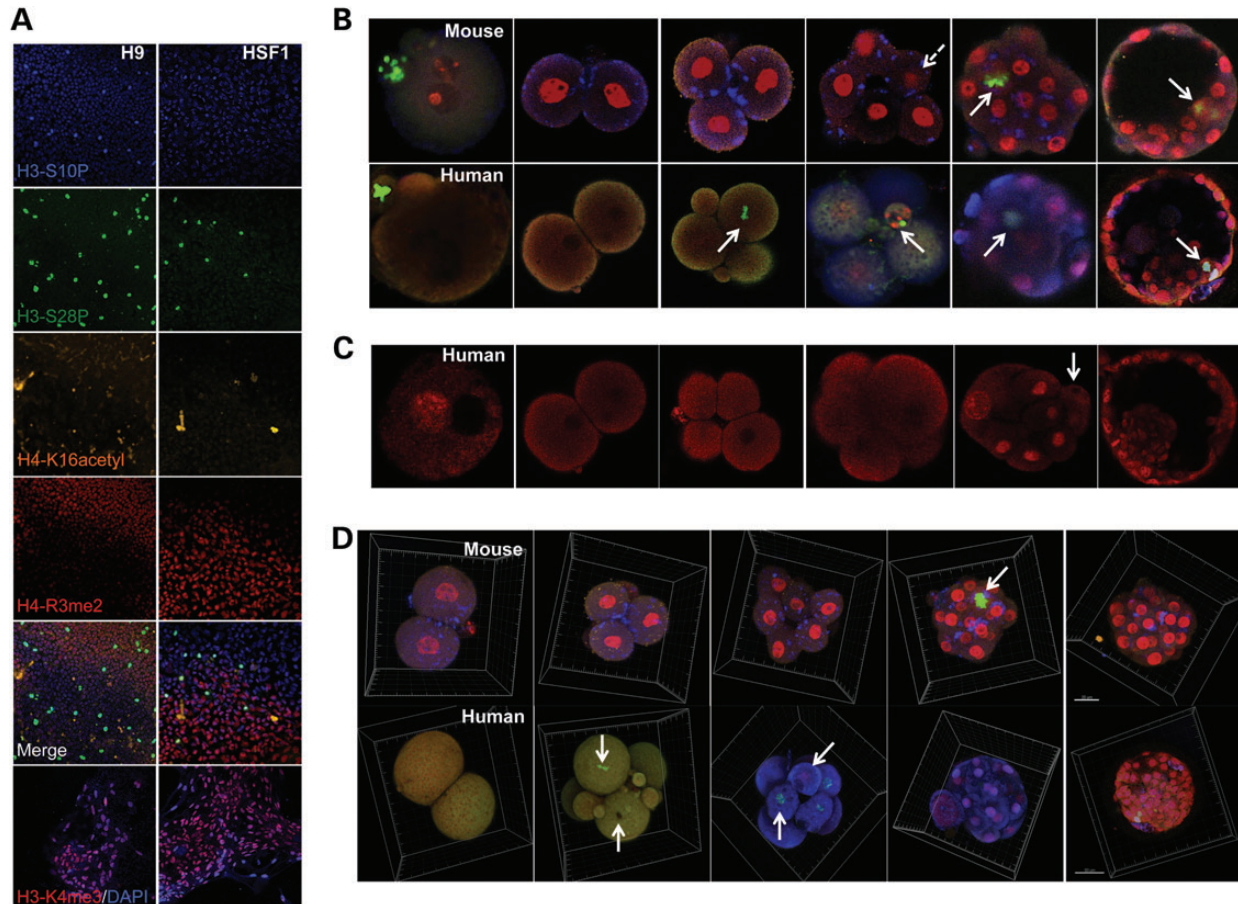 A
H9
HSF1
H3-S10P
H3-S28P
H4-K16acetyl
H4-R3me2
Merge
H3-K4me3/DAPI
B
Mouse
Human
C
Human
D
Mouse
Human